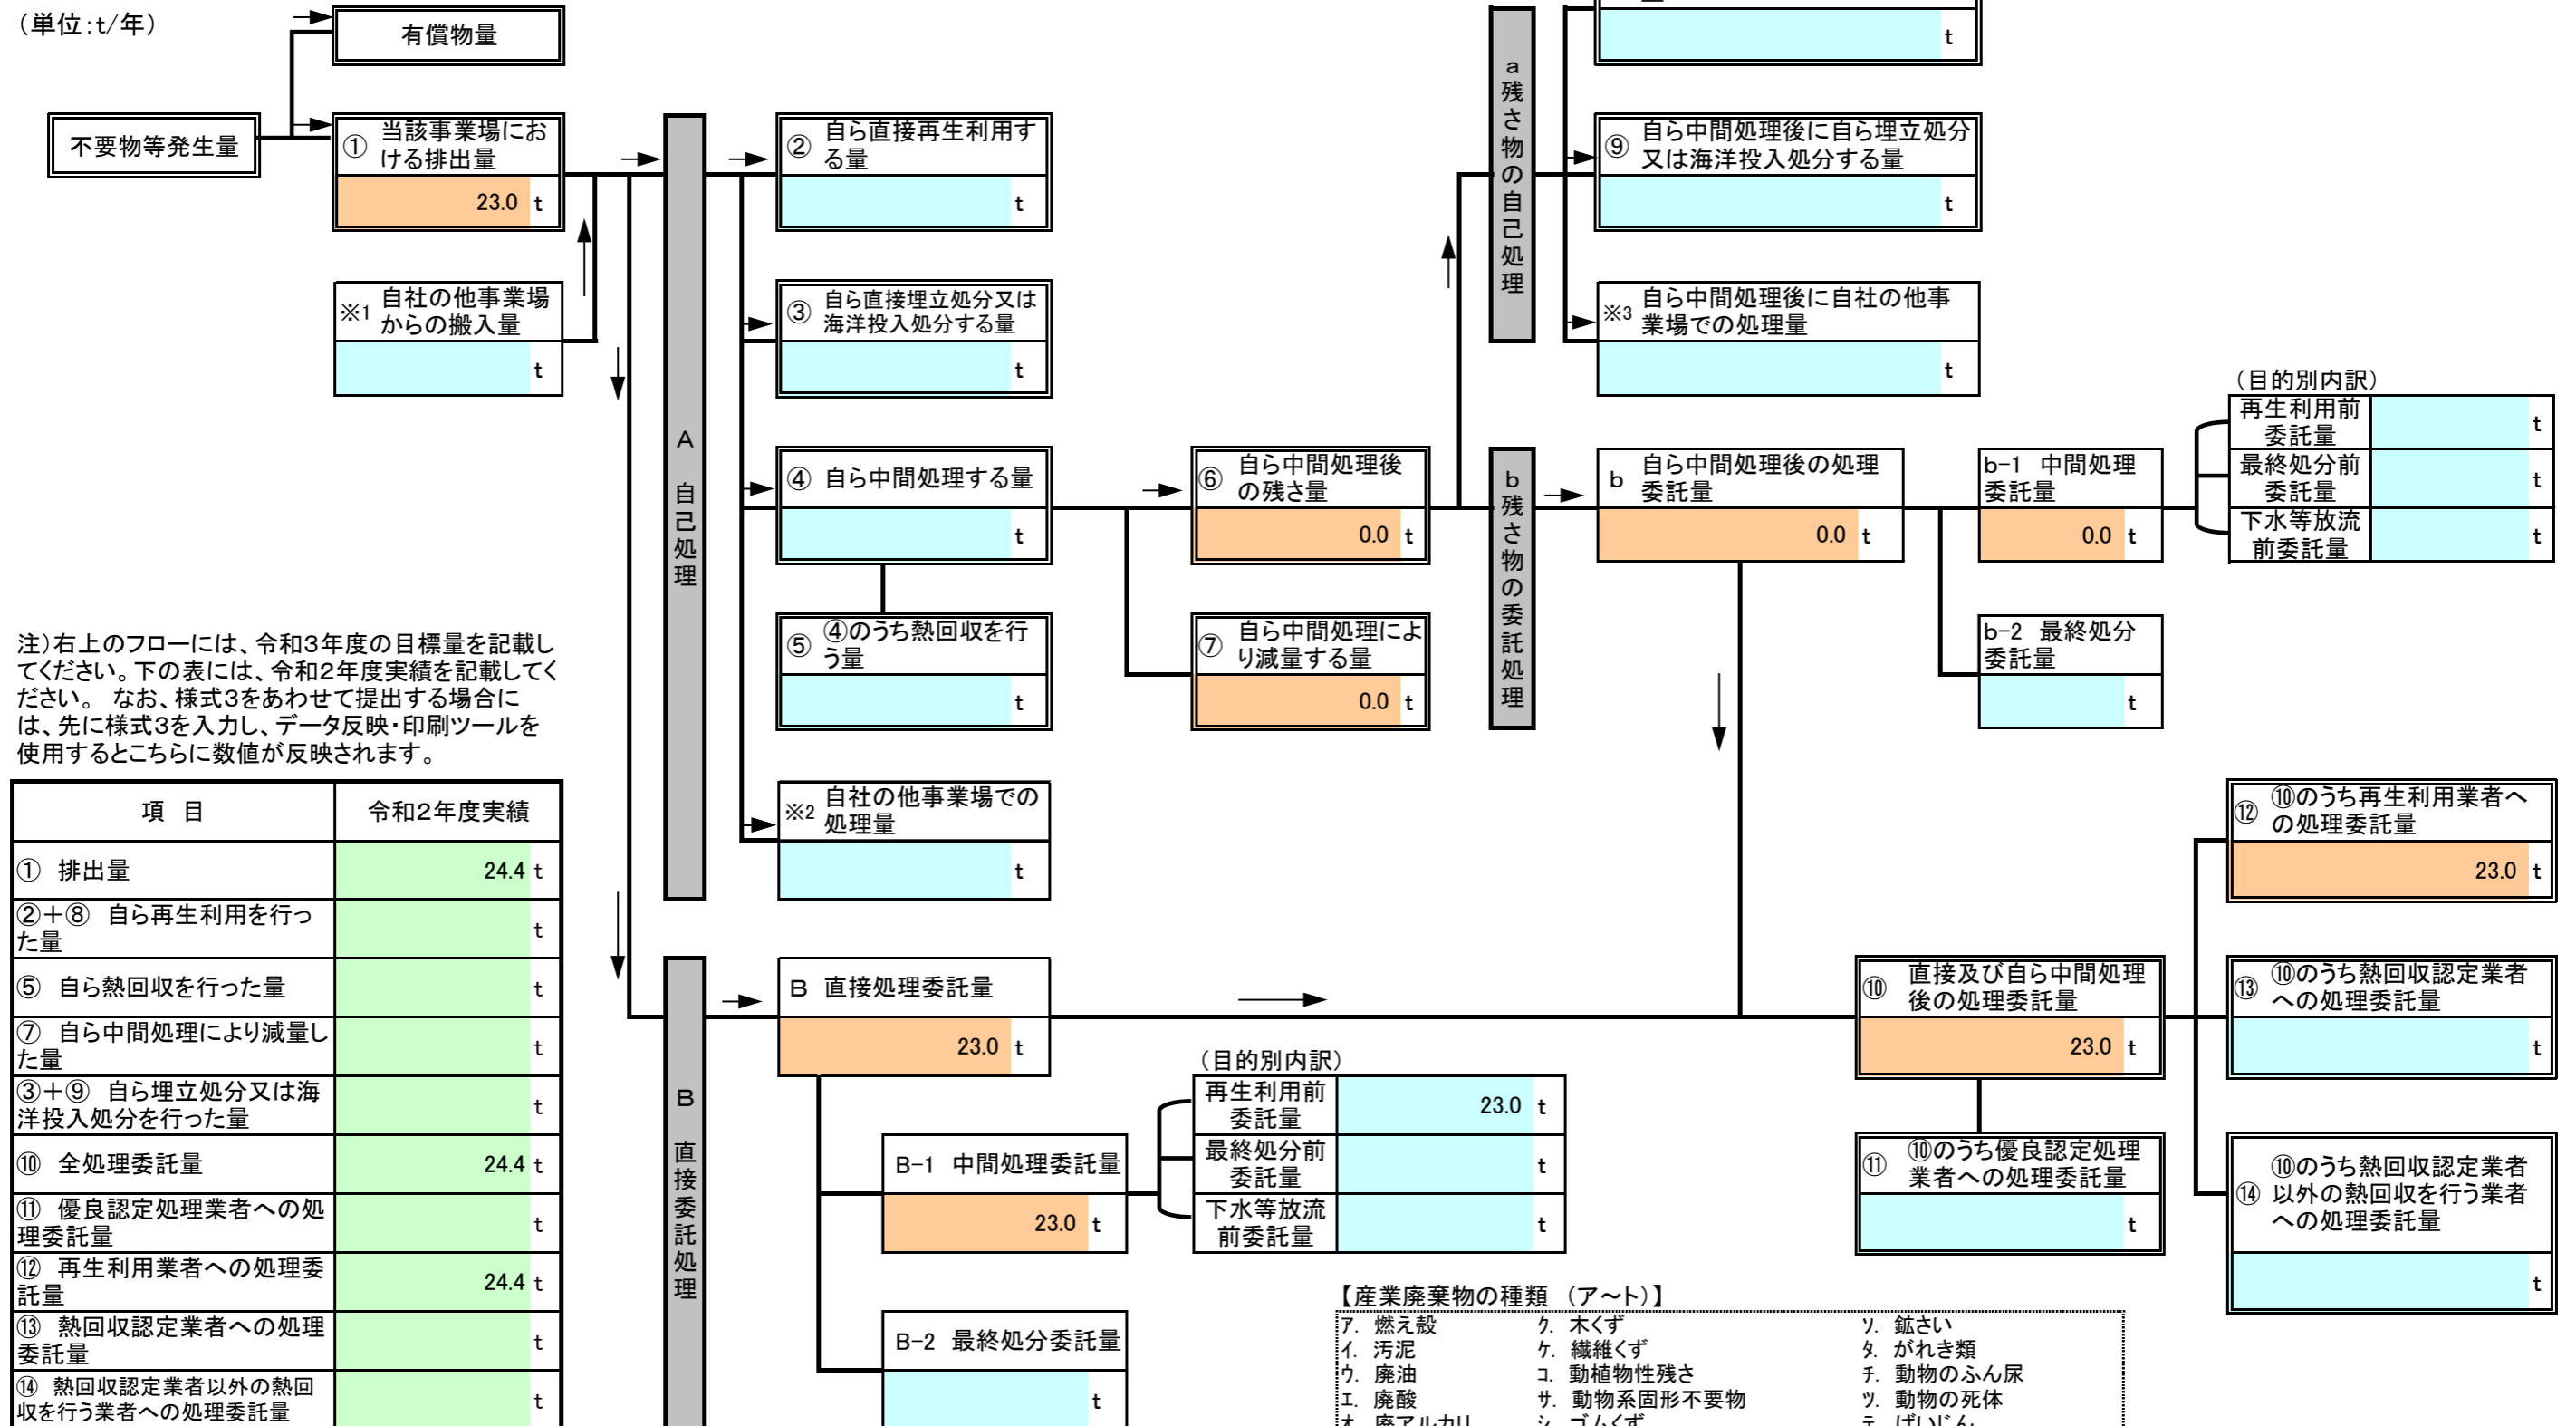 (単位:t/年)
有償物量
不要物等発生量
① 当該事業場にお
ける排出量
23.0 t
※1 自社の他事業場
からの搬入量
t
A 自己処理
② 自ら直接再生利用す
る量
t
③ 自ら直接埋立処分又は
海洋投入処分する量
t
④ 自ら中間処理する量
t
⑤ ④のうち熱回収を行
う量
t
※2 自社の他事業場での
処理量
t
⑥ 自ら中間処理後
の残さ量
0.0 t
⑦ 自ら中間処理によ
り減量する量
0.0 t
a残さ物の自己処理
t
⑨ 自ら中間処理後に自ら埋立処分
又は海洋投入処分する量
t
※3 自ら中間処理後に自社の他事
業場での処理量
t
b残さ物の委託処理
b 自ら中間処理後の処理
委託量
0.0 t
b-1 中間処理
委託量
0.0 t
(目的別内訳)
再生利用前
委託量
t
最終処分前
委託量
t
下水等放流
前委託量
t
b-2 最終処分
委託量
t
注)右上のフローには、令和3年度の目標量を記載し
てください。下の表には、令和2年度実績を記載してく
ださい。 なお、様式3をあわせて提出する場合に
は、先に様式3を入力し、データ反映・印刷ツールを
使用するとこちらに数値が反映されます。
項 目 令和2年度実績
① 排出量 24.4 t
②+⑧ 自ら再生利用を行っ
た量
t
⑤ 自ら熱回収を行った量 t
⑦ 自ら中間処理により減量し
た量
t
③+⑨ 自ら埋立処分又は海
洋投入処分を行った量
t
⑩ 全処理委託量 24.4 t
⑪ 優良認定処理業者への処
理委託量
t
⑫ 再生利用業者への処理委
託量
24.4 t
⑬ 熱回収認定業者への処理
委託量
t
⑭ 熱回収認定業者以外の熱回
収を行う業者への処理委託量
t
B 直接委託処理
B 直接処理委託量
23.0 t
B-1 中間処理委託量
23.0 t
(目的別内訳)
再生利用前
委託量
23.0 t
最終処分前
委託量
t
下水等放流
前委託量
t
B-2 最終処分委託量
t
⑩ 直接及び自ら中間処理
後の処理委託量
23.0 t
⑪ ⑩のうち優良認定処理
業者への処理委託量
t
⑫ ⑩のうち再生利用業者へ
の処理委託量
23.0 t
⑬ ⑩のうち熱回収認定業者
への処理委託量
t
⑭ ⑩のうち熱回収認定業者
以外の熱回収を行う業者
への処理委託量
t
【産業廃棄物の種類 (ア～ト)】
ア. 燃え殻 ク. 木くず ソ. 鉱さい
イ. 汚泥 ケ. 繊維くず タ. がれき類
ウ. 廃油 コ. 動植物性残さ チ. 動物のふん尿
エ. 廃酸 サ. 動物系固形不要物 ツ. 動物の死体
オ. 廃アルカリ シ. ゴムくず テ. ばいじん